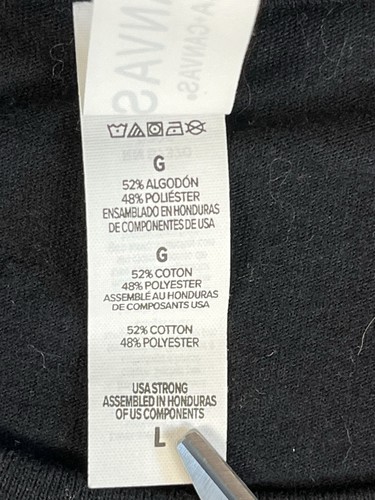 A+CANVAS®
G
52% ALGODÓN
48% POLIÉSTER
ENSAMBLADO EN HONDURAS
DE COMPONENTES DE USA
G
52% COTON
48% POLYESTER
ASSEMBLÉ AU HONDURAS
DE COMPOSANTS USA
52% COTTON
48% POLYESTER
USA STRONG
ASSEMBLED IN HONDURAS
OF US COMPONENTS
L